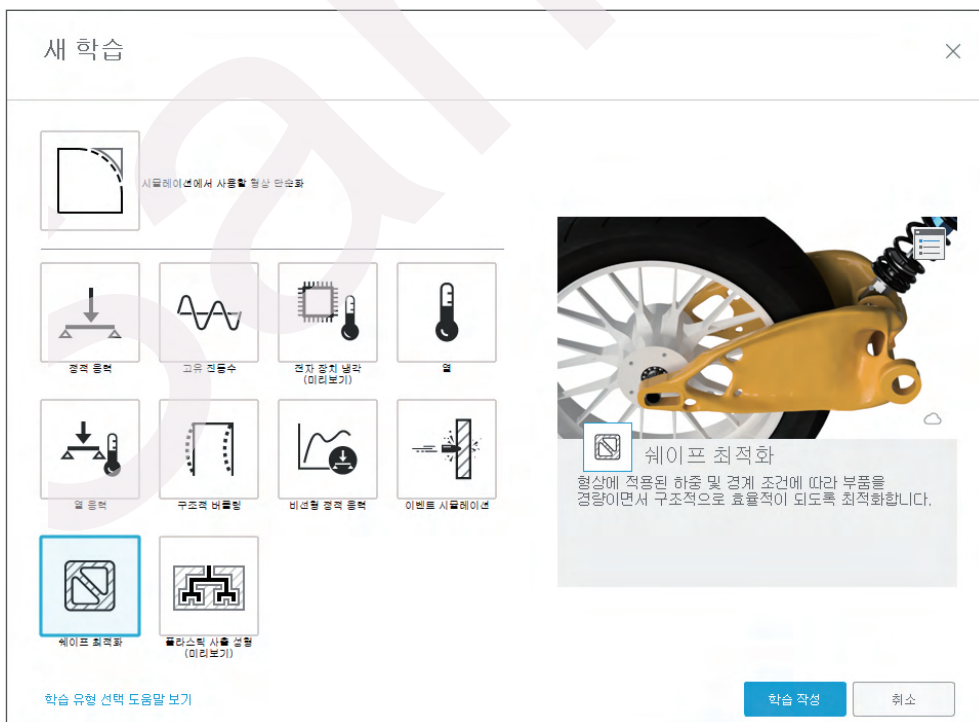 새 학습
시뮬레이션에서 사용할 형상 단순화
정적 응력
고유 진동수
전자 장치 냉각
(미리보기)
열
열 응력
구조적 버클링
비선형 정적 응력
이벤트 시뮬레이션
쉐이프 최적화
플라스틱 사출 성형
(미리보기)
쉐이프 최적화
형상에 적용된 하중 및 경계 조건에 따라 부품을
경량이면서 구조적으로 효율적이 되도록 최적화합니다.
학습 유형 선택 도움말 보기
학습 작성
취소